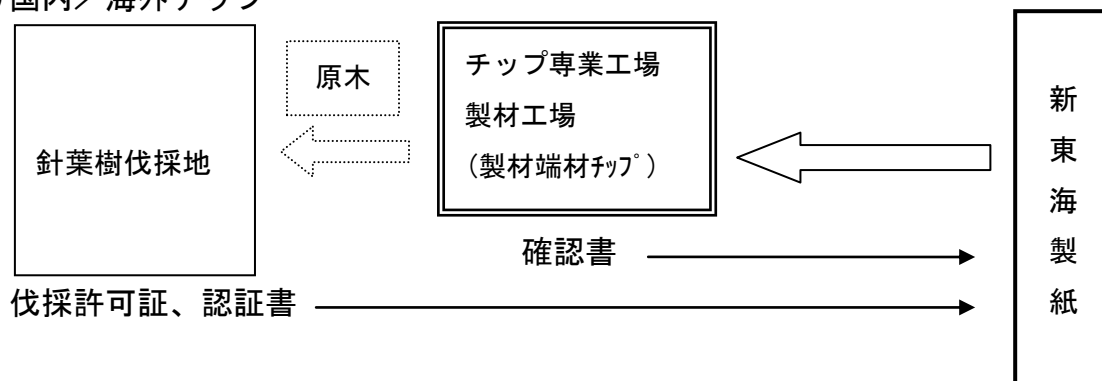 国内/海外チップ
原木
チップ専業工場
製材工場
(製材端材ﾁｯﾌﾟ)
針葉樹伐採地
確認書
伐採許可証、認証書
新東海製紙